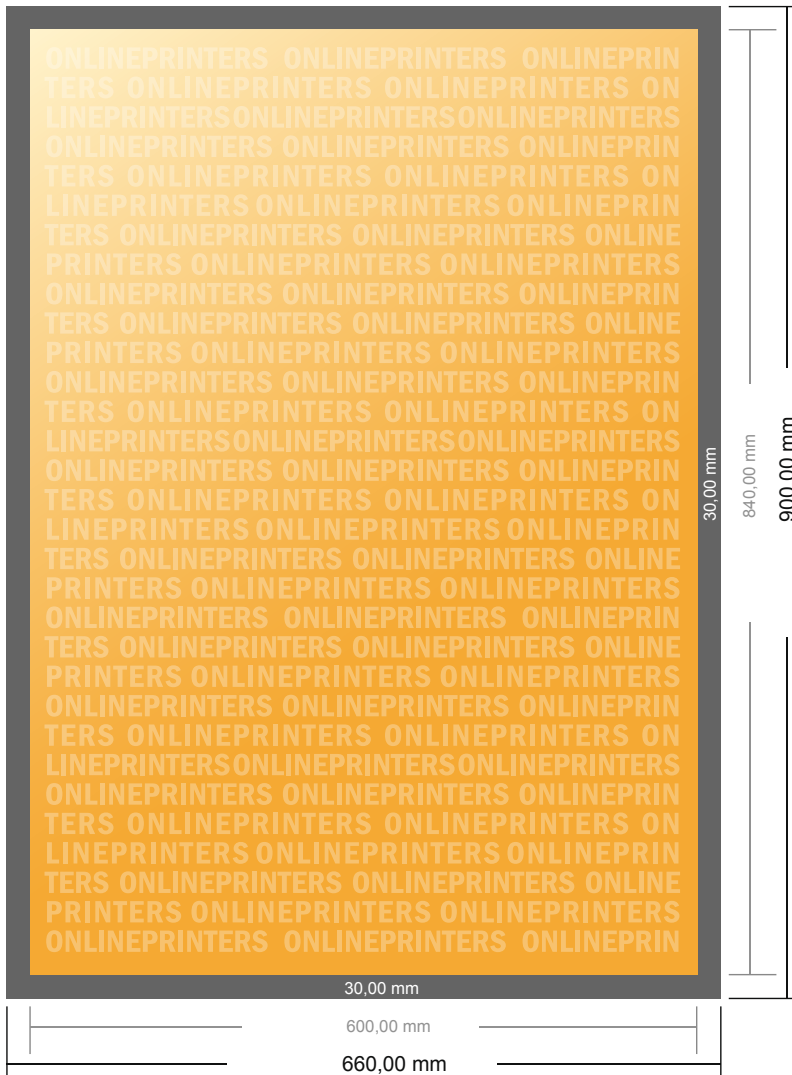 ONLINEPRINTERS ONLINEPRINTERS ONLINEPRIN
TERS ONLINEPRINTERS ONLINEPRINTERS ON
LINEPRINTERSONLINEPRINTERSONLINEPRINTERS
ONLINEPRINTERS ONLINEPRINTERS ONLINEPRIN
TERS ONLINEPRINTERS ONLINEPRINTERS ON
LINEPRINTERS ONLINEPRINTERS ONLINEPRIN
TERS ONLINEPRINTERS ONLINEPRINTERS ONLINE
PRINTERS ONLINEPRINTERS ONLINEPRINTERS
ONLINEPRINTERS ONLINEPRINTERS ONLINEPRIN
TERS ONLINEPRINTERS ONLINEPRINTERS ONLINE
PRINTERS ONLINEPRINTERS ONLINEPRINTERS
ONLINEPRINTERS ONLINEPRINTERS ONLINEPRIN
TERS ONLINEPRINTERS ONLINEPRINTERS ON
LINEPRINTERSONLINEPRINTERSONLINEPRINTERS
ONLINEPRINTERS ONLINEPRINTERS ONLINEPRIN
TERS ONLINEPRINTERS ONLINEPRINTERS ON
LINEPRINTERS ONLINEPRINTERS ONLINEPRIN
TERS ONLINEPRINTERS ONLINEPRINTERS ONLINE
PRINTERS ONLINEPRINTERS ONLINEPRINTERS
ONLINEPRINTERS ONLINEPRINTERS ONLINEPRIN
TERS ONLINEPRINTERS ONLINEPRINTERS ONLINE
PRINTERS ONLINEPRINTERS ONLINEPRINTERS
ONLINEPRINTERS ONLINEPRINTERS ONLINEPRIN
TERS ONLINEPRINTERS ONLINEPRINTERS ON
LINEPRINTERSONLINEPRINTERSONLINEPRINTERS
ONLINEPRINTERS ONLINEPRINTERS ONLINEPRIN
TERS ONLINEPRINTERS ONLINEPRINTERS ON
LINEPRINTERS ONLINEPRINTERS ONLINEPRIN
TERS ONLINEPRINTERS ONLINEPRINTERS ONLINE
PRINTERS ONLINEPRINTERS ONLINEPRINTERS
ONLINEPRINTERS ONLINEPRINTERS ONLINEPRIN
30,00 mm
840,00 mm
900,00 mm
30,00 mm
600,00 mm
660,00 mm